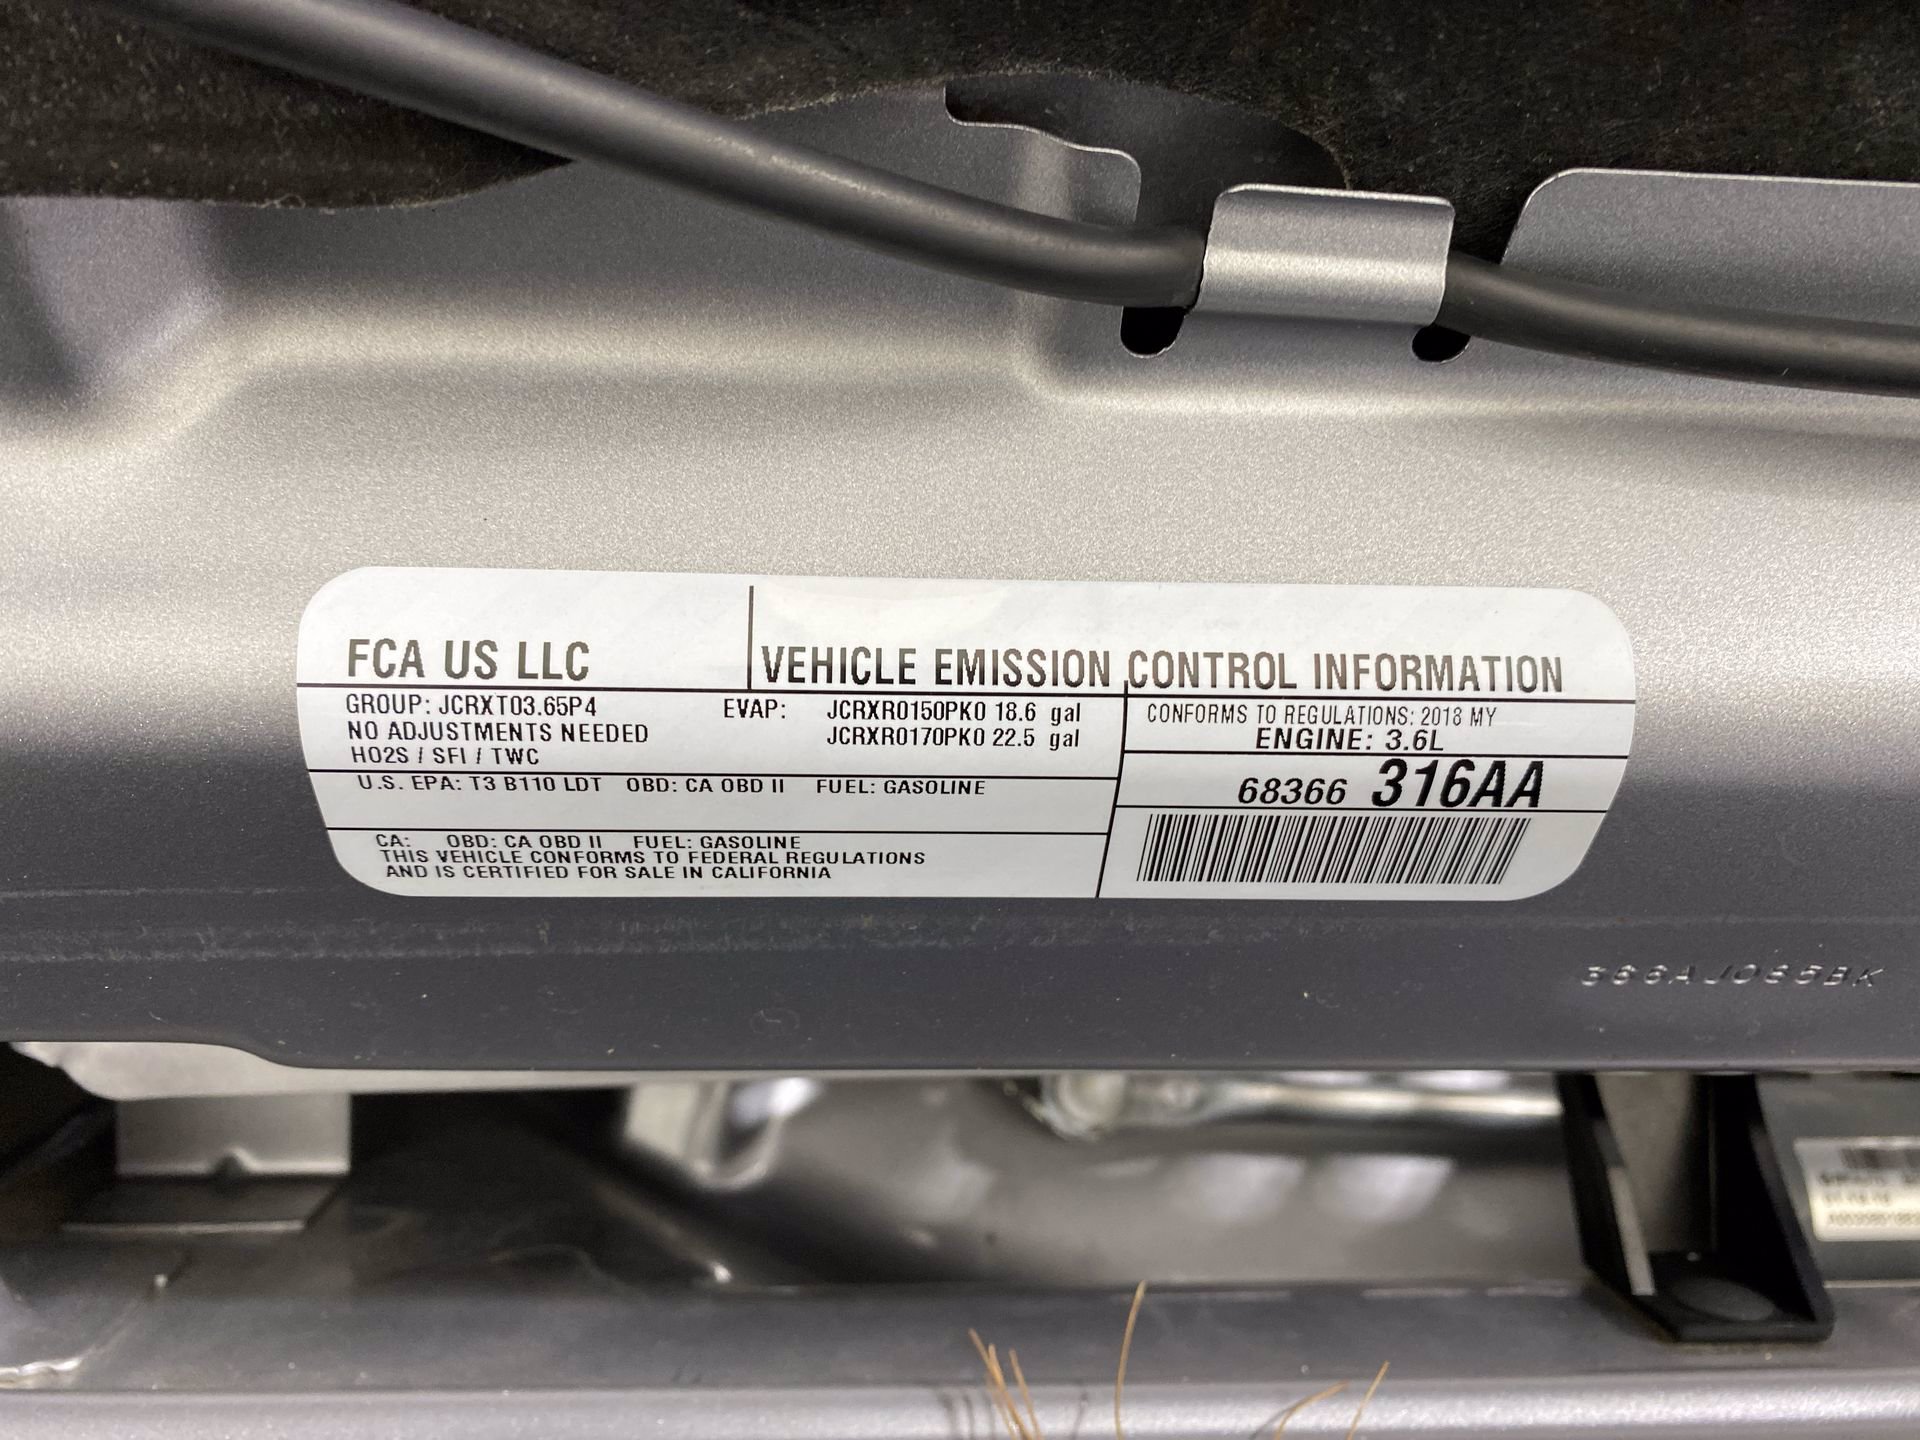 FCA US LLC
VEHICLE EMISSION CONTROL INFORMATION
GROUP: JCRXT03.65P4
NO ADJUSTMENTS NEEDED
HO2S / SFI / TWC
EVAP: JCRXR0150PK0 18.6 gal
JCRXR0170PK0 22.5 gal
CONFORMS TO REGULATIONS: 2018 MY
ENGINE: 3.6L
68366 316AA
U.S. EPA: T3 B110 LDT OBD: CA OBD II FUEL: GASOLINE
CA: OBD: CA OBD II FUEL: GASOLINE
THIS VEHICLE CONFORMS TO FEDERAL REGULATIONS
AND IS CERTIFIED FOR SALE IN CALIFORNIA